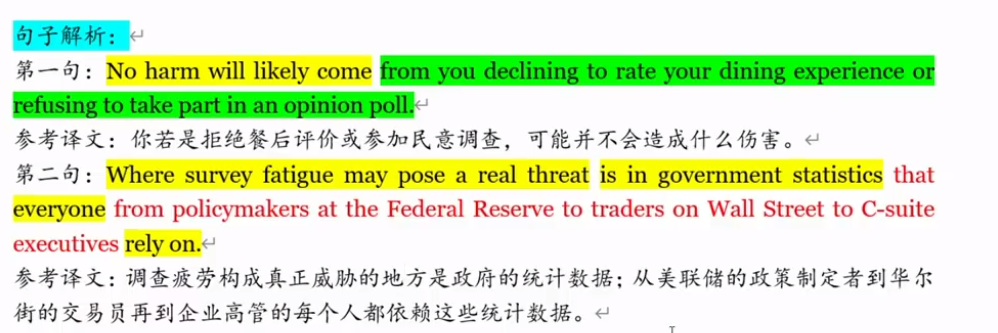 句子解析：
第一句：No harm will likely come from you declining to rate your dining experience or
refusing to take part in an opinion poll.
参考译文：你若是拒绝餐后评价或参加民意调查，可能并不会造成什么伤害。
第二句：Where survey fatigue may pose a real threat is in government statistics that
everyone from policymakers at the Federal Reserve to traders on Wall Street to C-suite
executives rely on.
参考译文：调查疲劳构成真正威胁的地方是政府的统计数据；从美联储的政策制定者到华尔
街的交易员再到企业高管的每个人都依赖这些统计数据。